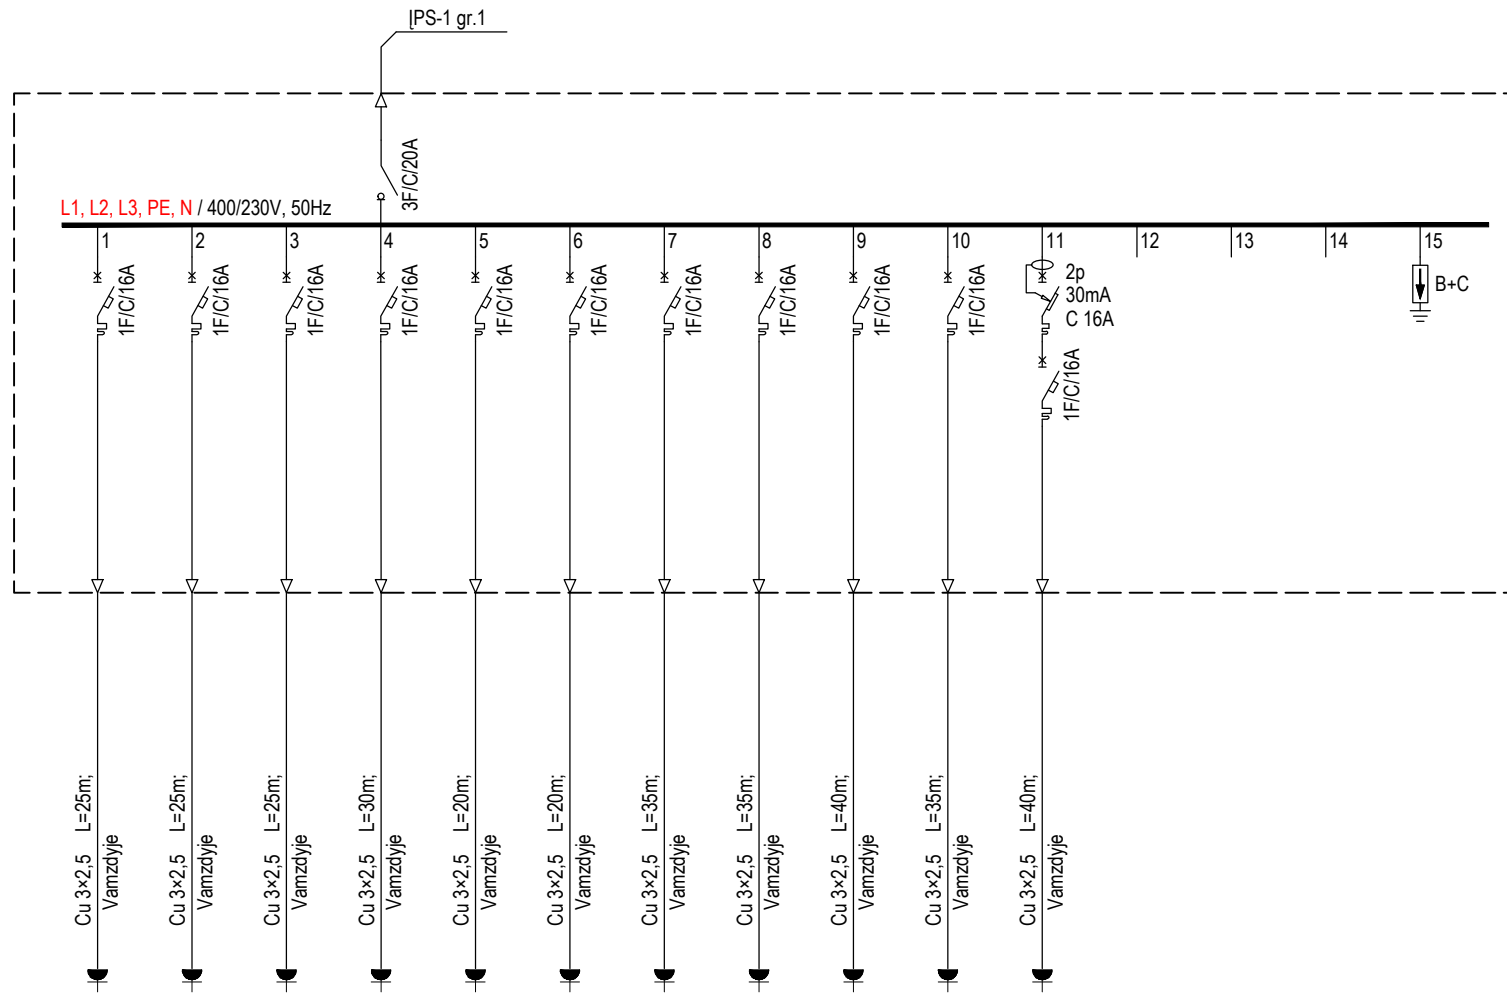 ĮPS-1 gr.1
3F/C/20A
L1, L2, L3, PE, N / 400/230V, 50Hz
1
2
3
4
5
6
7
8
9
10
11
12
13
14
15
1F/C/16A
1F/C/16A
1F/C/16A
1F/C/16A
1F/C/16A
1F/C/16A
1F/C/16A
1F/C/16A
1F/C/16A
1F/C/16A
2p
30mA
C 16A
1F/C/16A
B+C
Cu 3×2,5 L=25m;
Vamzdyje
Cu 3×2,5 L=25m;
Vamzdyje
Cu 3×2,5 L=25m;
Vamzdyje
Cu 3×2,5 L=30m;
Vamzdyje
Cu 3×2,5 L=20m;
Vamzdyje
Cu 3×2,5 L=20m;
Vamzdyje
Cu 3×2,5 L=35m;
Vamzdyje
Cu 3×2,5 L=35m;
Vamzdyje
Cu 3×2,5 L=40m;
Vamzdyje
Cu 3×2,5 L=35m;
Vamzdyje
Cu 3×2,5 L=40m;
Vamzdyje